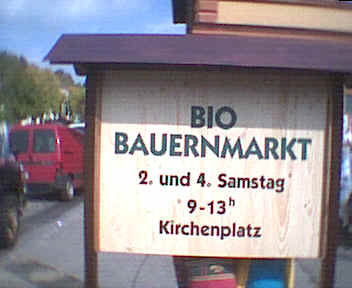 BIO
BAUERNMARKT
2. und 4. Samstag
9-13h
Kirchenplatz